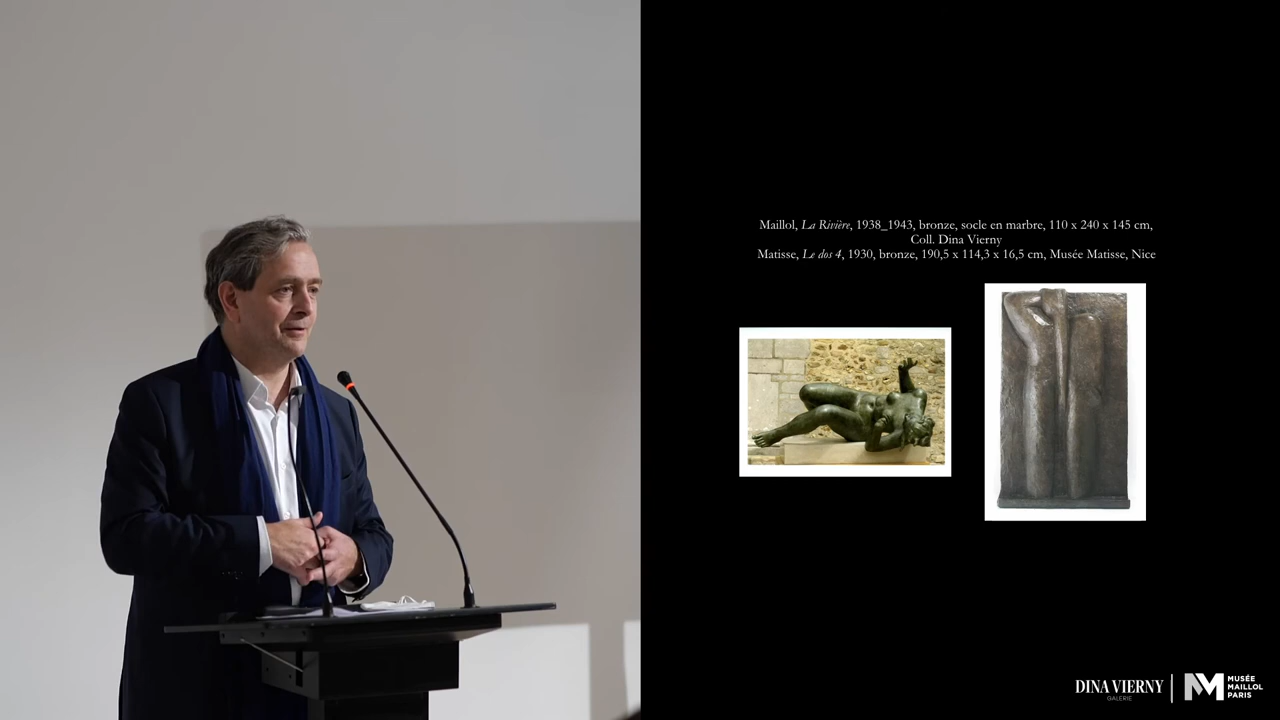 Maillol, La Rivière, 1938_1943, bronze, socle en marbre, 110 x 240 x 145 cm,
Coll. Dina Vierny
Matisse, Le dos 4, 1930, bronze, 190,5 x 114,3 x 16,5 cm, Musée Matisse, Nice
DINA VIERNY
GALERIE
MUSÉE
MAILLOL
PARIS